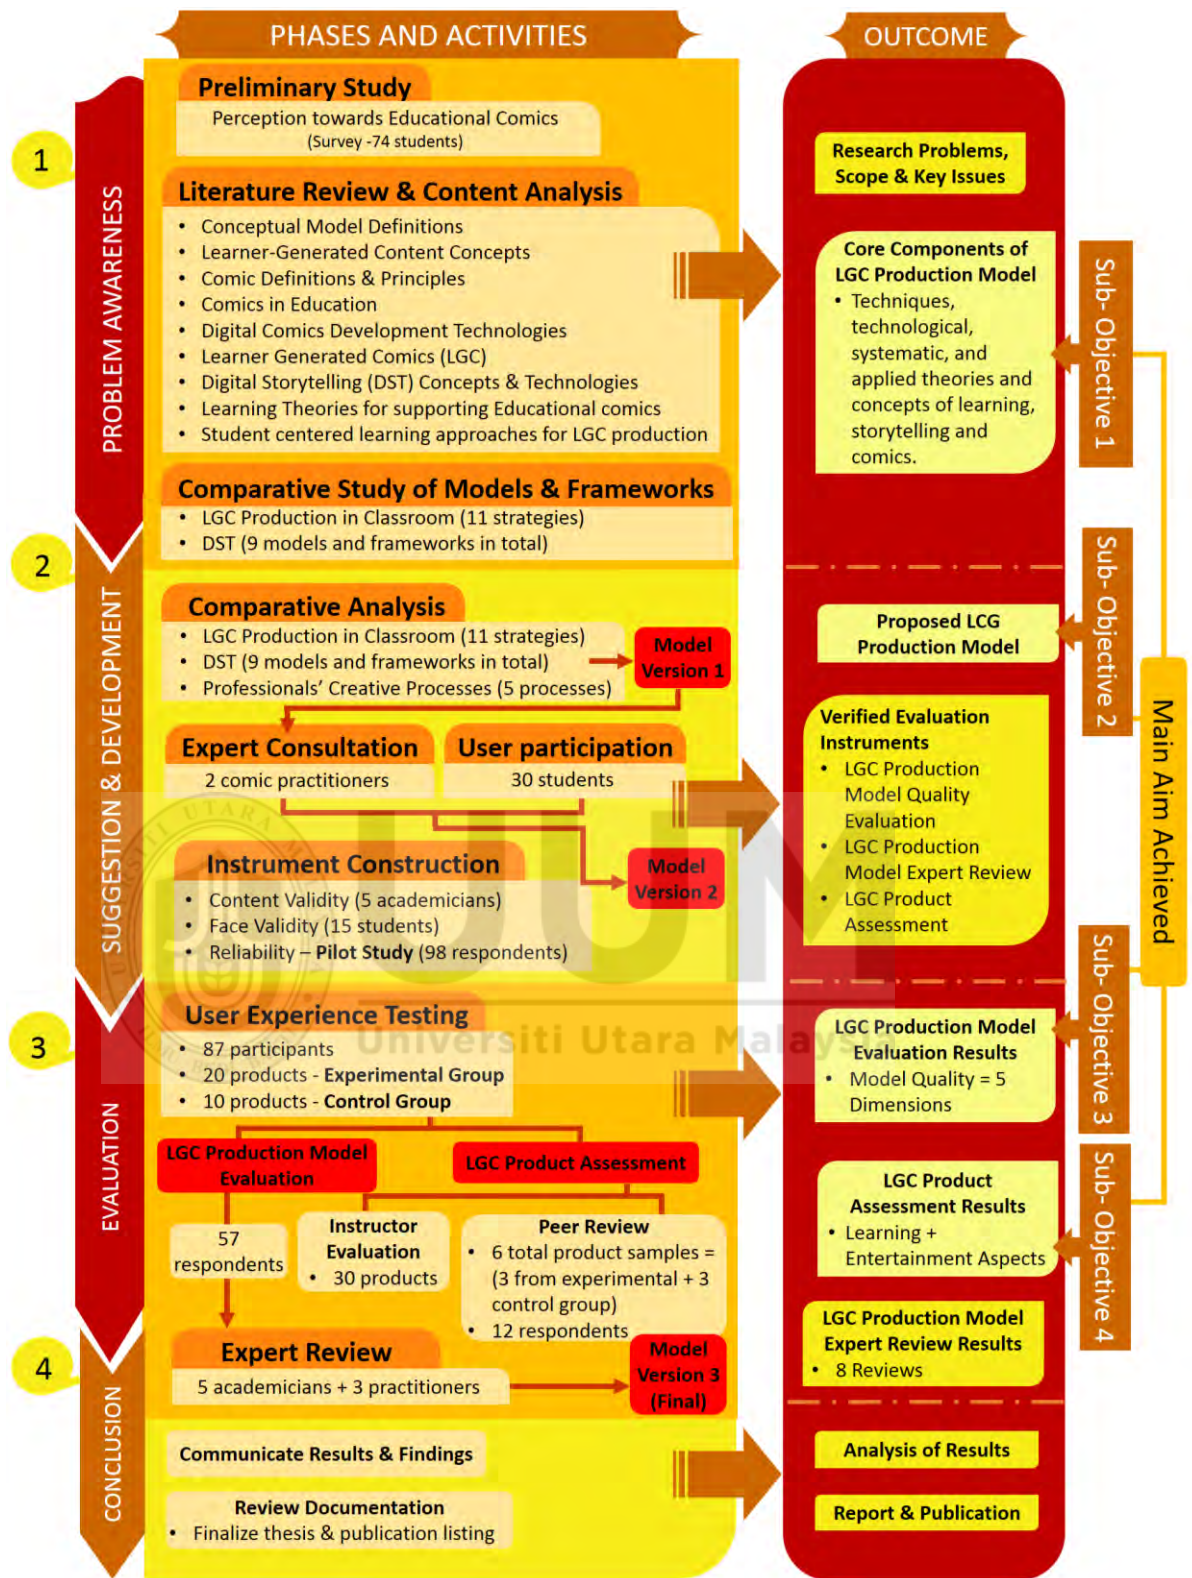 PHASES AND ACTIVITIES
OUTCOME
1
PROBLEM AWARENESS
Preliminary Study
Perception towards Educational Comics
(Survey -74 students)
Literature Review & Content Analysis
• Conceptual Model Definitions
• Learner-Generated Content Concepts
• Comic Definitions & Principles
• Comics in Education
• Digital Comics Development Technologies
• Learner Generated Comics (LGC)
• Digital Storytelling (DST) Concepts & Technologies
• Learning Theories for supporting Educational comics
• Student centered learning approaches for LGC production
Comparative Study of Models & Frameworks
• LGC Production in Classroom (11 strategies)
• DST (9 models and frameworks in total)
Research Problems,
Scope & Key Issues
Core Components of
LGC Production Model
• Techniques,
technological,
systematic, and
applied theories and
concepts of learning,
storytelling and
comics.
Sub- Objective 1
2
SUGGESTION & DEVELOPMENT
Comparative Analysis
• LGC Production in Classroom (11 strategies)
• DST (9 models and frameworks in total)
• Professionals’ Creative Processes (5 processes)
Model
Version 1
Expert Consultation
2 comic practitioners
User participation
30 students
Instrument Construction
• Content Validity (5 academicians)
• Face Validity (15 students)
• Reliability – Pilot Study (98 respondents)
Model
Version 2
Proposed LCG
Production Model
Verified Evaluation
Instruments
• LGC Production
Model Quality
Evaluation
• LGC Production
Model Expert Review
• LGC Product
Assessment
Sub- Objective 2
Main Aim Achieved
UUM
Universiti Utara Malaysia
3
EVALUATION
User Experience Testing
• 87 participants
• 20 products - Experimental Group
• 10 products - Control Group
LGC Production Model
Evaluation
LGC Product Assessment
57
respondents
Instructor
Evaluation
• 30 products
Peer Review
• 6 total product samples =
(3 from experimental + 3
control group)
• 12 respondents
Expert Review
5 academicians + 3 practitioners
Model
Version 3
(Final)
LGC Production Model
Evaluation Results
• Model Quality = 5
Dimensions
Sub- Objective 3
LGC Product
Assessment Results
• Learning +
Entertainment Aspects
Sub- Objective 4
LGC Production Model
Expert Review Results
• 8 Reviews
4
CONCLUSION
Communicate Results & Findings
Review Documentation
• Finalize thesis & publication listing
Analysis of Results
Report & Publication